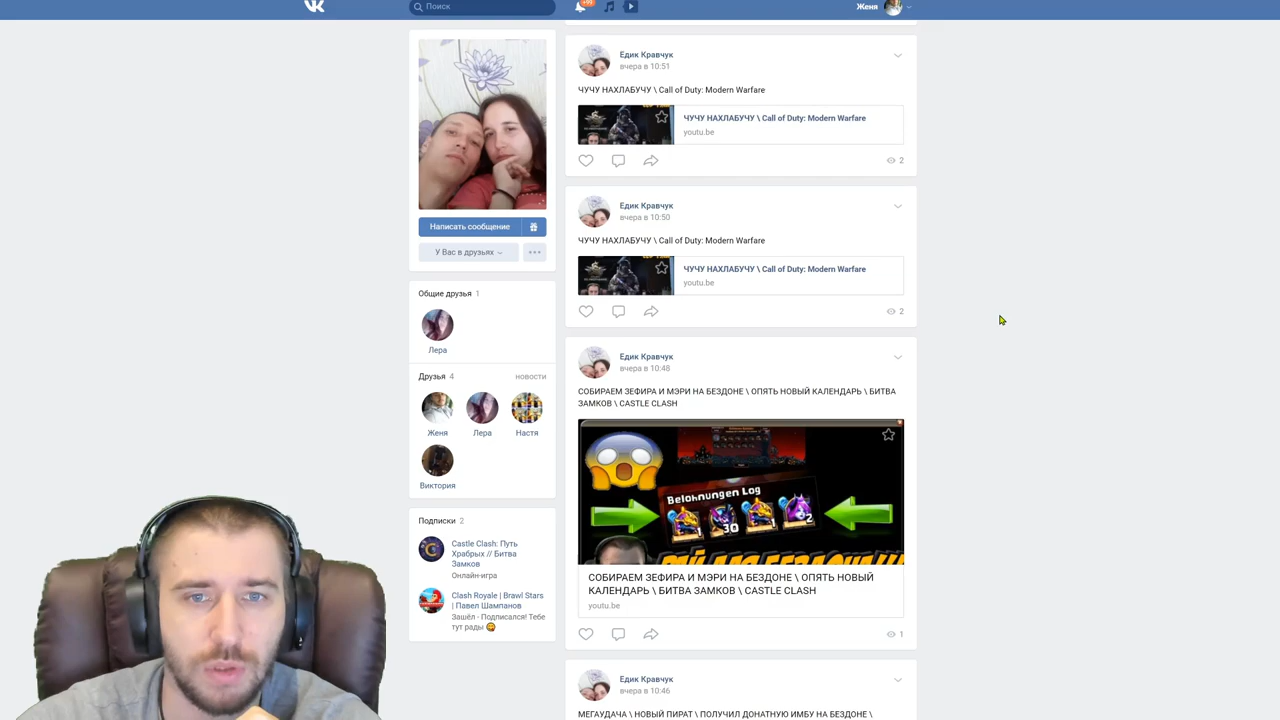 Поиск
+99
Женя
Написать сообщение
У Вас в друзьях
Общие друзья 1
Лера
Друзья 4
новости
Женя
Лера
Настя
Виктория
Подписки 2
Castle Clash: Путь
Храбрых // Битва
Замков
Онлайн-игра
Clash Royale | Brawl Stars
| Павел Шампанов
Зашёл - Подписался! Тебе
тут рады
Едик Кравчук
вчера в 10:51
ЧУЧУ НАХЛАБУЧУ \ Call of Duty: Modern Warfare
ЧУЧУ НАХЛАБУЧУ \ Call of Duty: Modern Warfare
youtu.be
2
Едик Кравчук
вчера в 10:50
ЧУЧУ НАХЛАБУЧУ \ Call of Duty: Modern Warfare
ЧУЧУ НАХЛАБУЧУ \ Call of Duty: Modern Warfare
youtu.be
2
Едик Кравчук
вчера в 10:48
СОБИРАЕМ ЗЕФИРА И МЭРИ НА БЕЗДОНЕ \ ОПЯТЬ НОВЫЙ КАЛЕНДАРЬ \ БИТВА
ЗАМКОВ \ CASTLE CLASH
Belohnungen Log
30
2
СОБИРАЕМ ЗЕФИРА И МЭРИ НА БЕЗДОНЕ \ ОПЯТЬ НОВЫЙ
КАЛЕНДАРЬ \ БИТВА ЗАМКОВ \ CASTLE CLASH
youtu.be
1
Едик Кравчук
вчера в 10:46
МЕГАУДАЧА \ НОВЫЙ ПИРАТ \ ПОЛУЧИЛ ДОНАТНУЮ ИМБУ НА БЕЗДОНЕ \